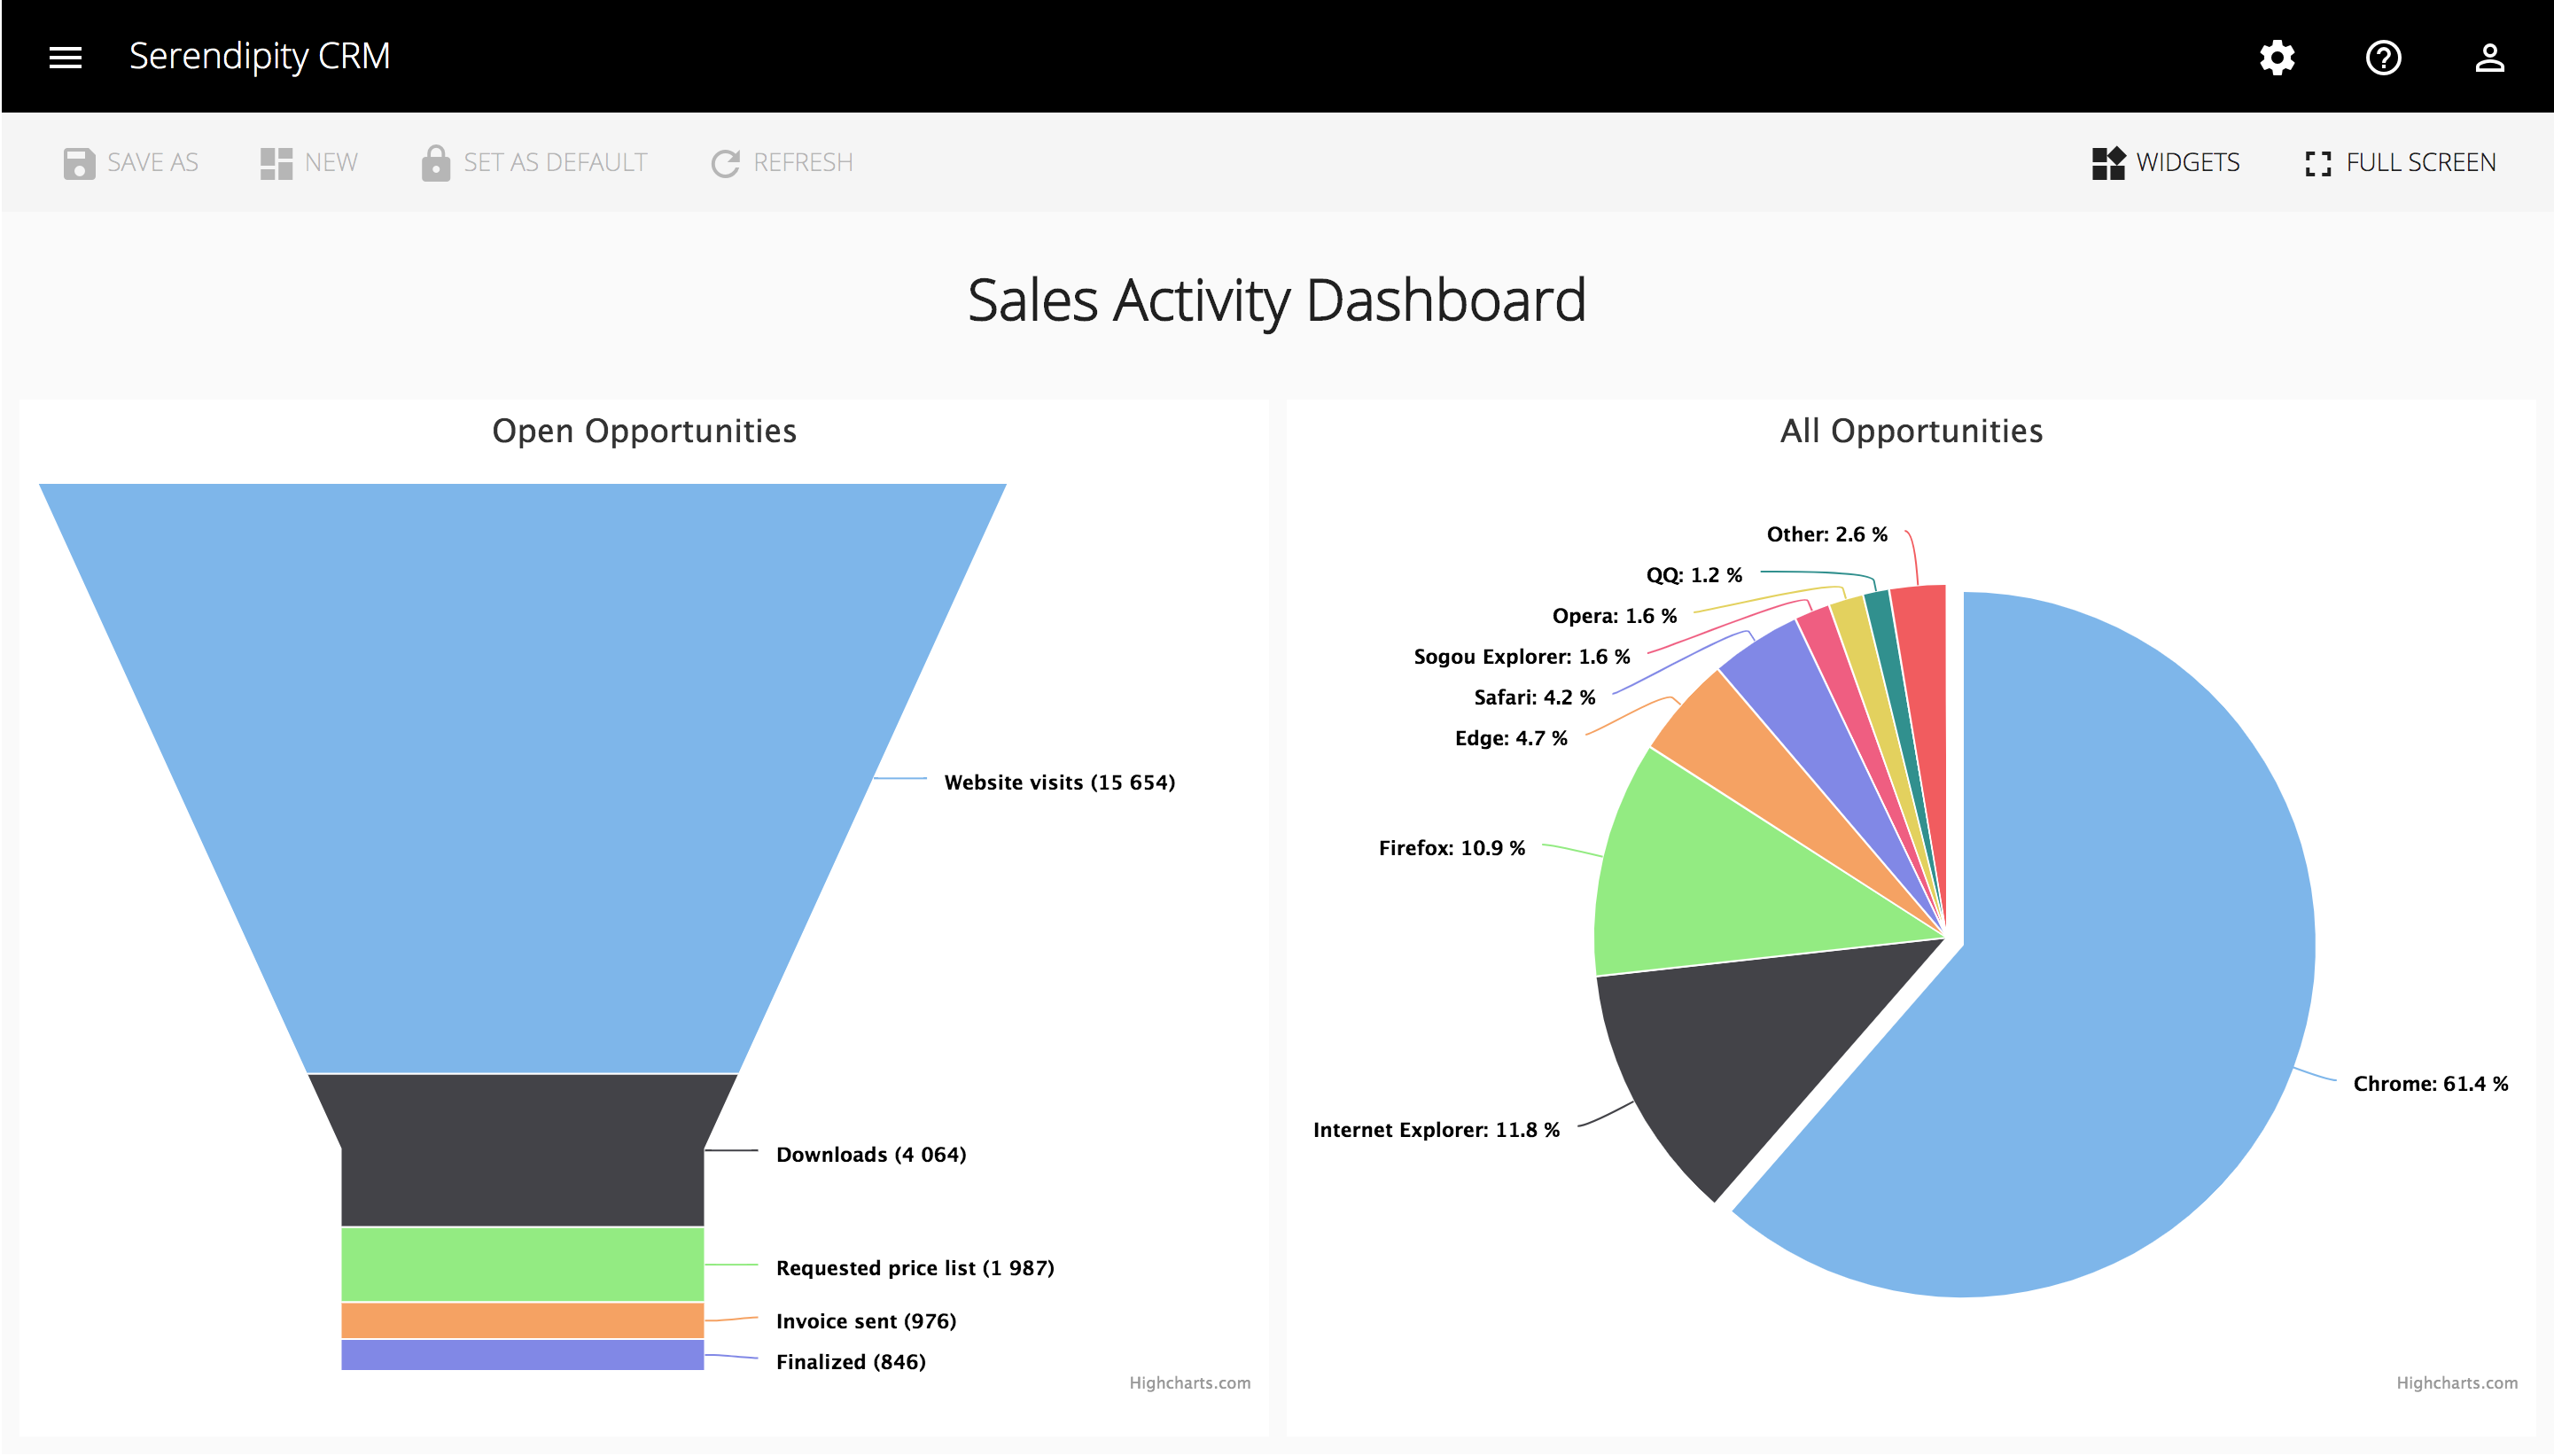 Serendipity CRM
SAVE AS NEW SET AS DEFAULT REFRESH WIDGETS FULL SCREEN
Sales Activity Dashboard
Open Opportunities
Website visits (15 654)
Downloads (4 064)
Requested price list (1 987)
Invoice sent (976)
Finalized (846)
Highcharts.com
All Opportunities
Other: 2.6 %
QQ: 1.2 %
Opera: 1.6 %
Sogou Explorer: 1.6 %
Safari: 4.2 %
Edge: 4.7 %
Firefox: 10.9 %
Chrome: 61.4 %
Internet Explorer: 11.8 %
Highcharts.com